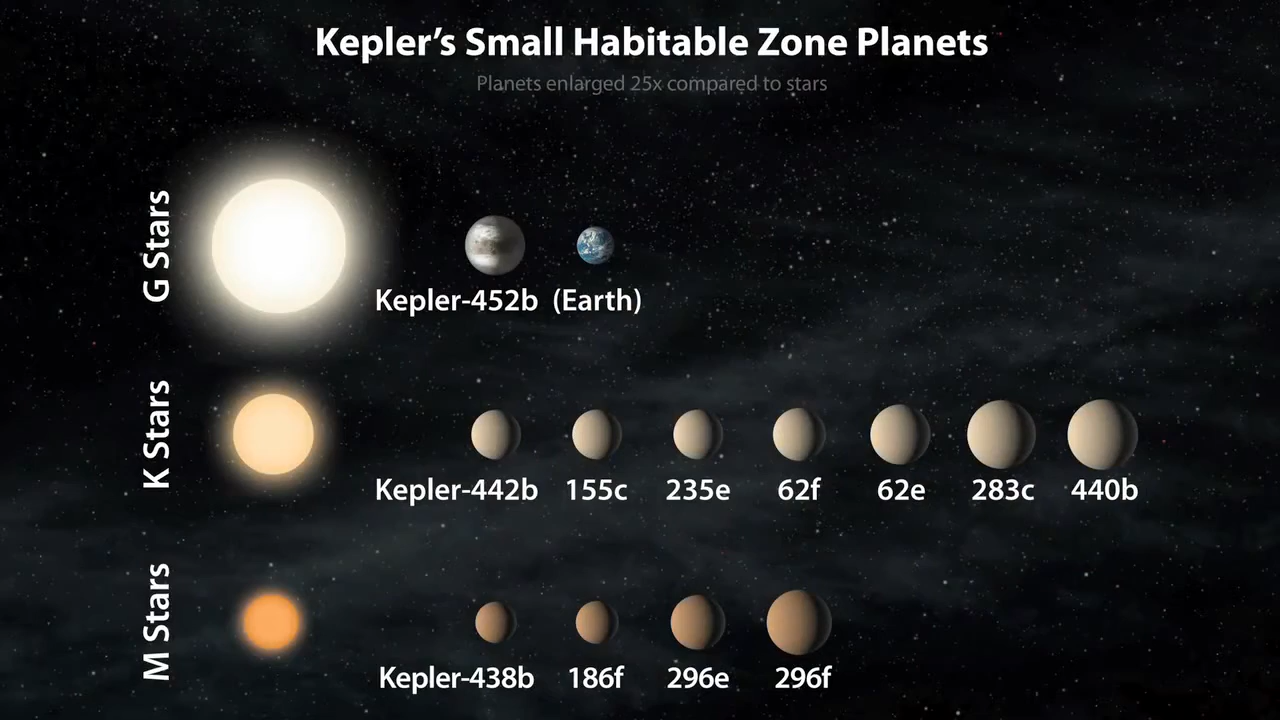 Kepler’s Small Habitable Zone Planets
Planets enlarged 25x compared to stars
G Stars
Kepler-452b (Earth)
K Stars
Kepler-442b 155c 235e 62f 62e 283c 440b
M Stars
Kepler-438b 186f 296e 296f